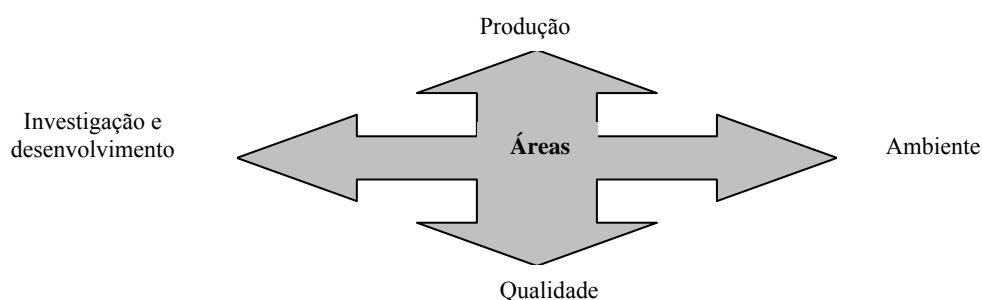 Produção
Investigação e
desenvolvimento
Áreas
Ambiente
Qualidade